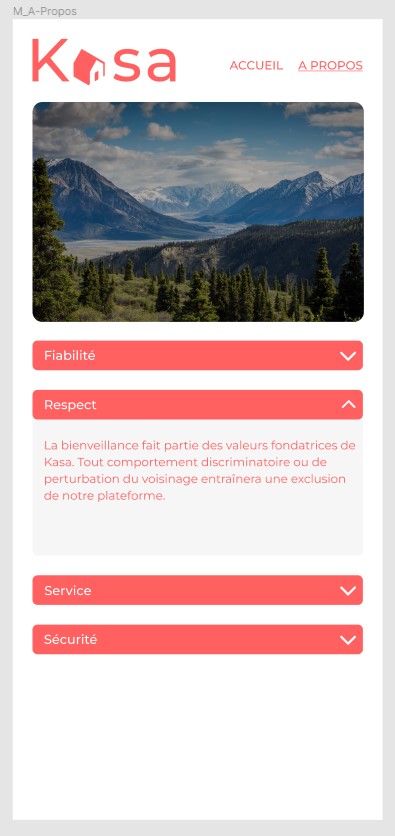 M_A-Propos
Kasa
ACCUEIL A PROPOS
Fiabilité
Respect
La bienveillance fait partie des valeurs fondatrices de
Kasa. Tout comportement discriminatoire ou de
perturbation du voisinage entraînera une exclusion
de notre plateforme.
Service
Sécurité